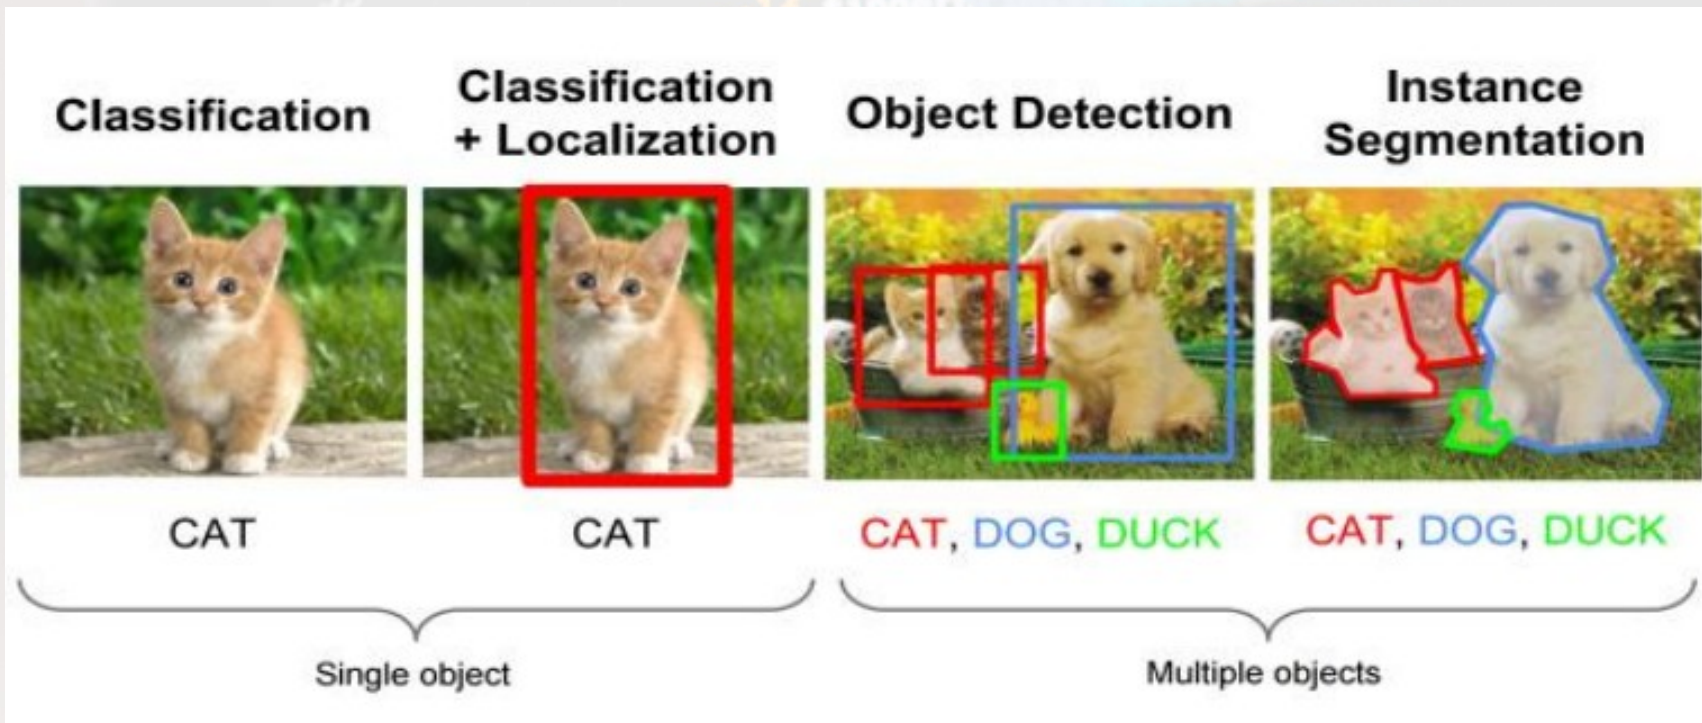 Classification
Classification
+ Localization
Object Detection
Instance
Segmentation
CAT
CAT
CAT, DOG, DUCK
CAT, DOG, DUCK
Single object
Multiple objects